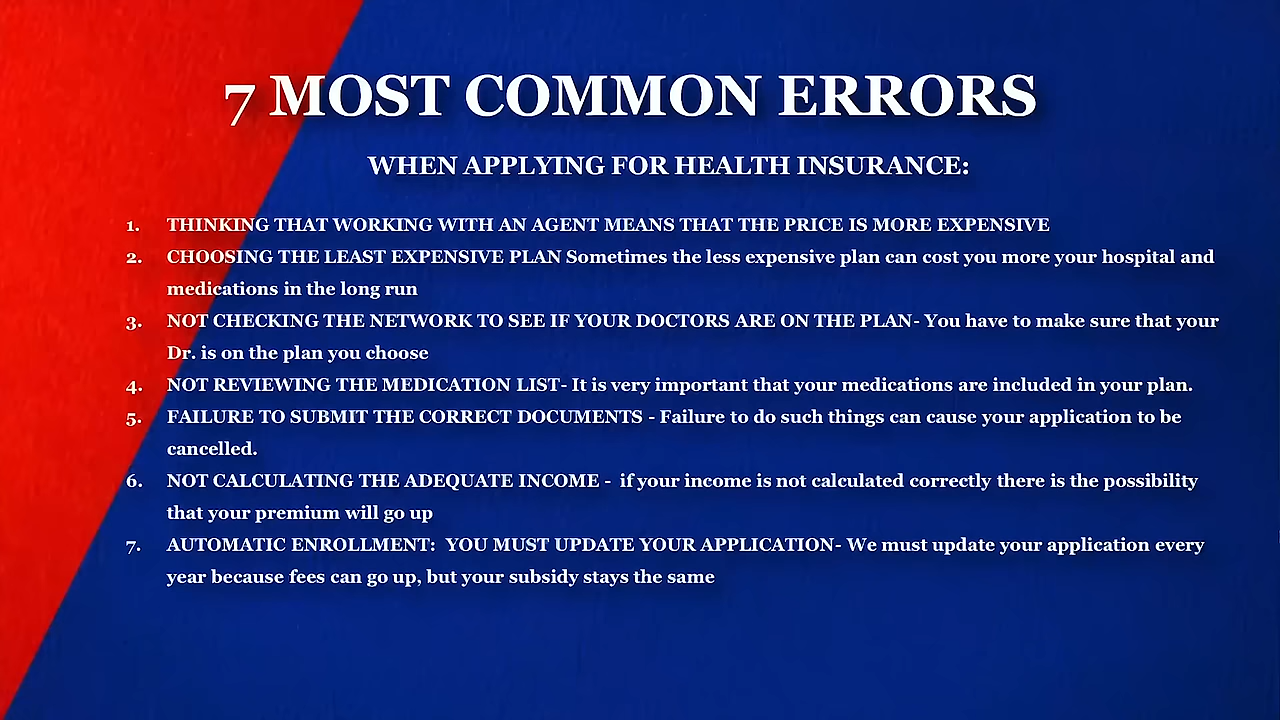 7 MOST COMMON ERRORS
WHEN APPLYING FOR HEALTH INSURANCE:
1. THINKING THAT WORKING WITH AN AGENT MEANS THAT THE PRICE IS MORE EXPENSIVE
2. CHOOSING THE LEAST EXPENSIVE PLAN Sometimes the less expensive plan can cost you more your hospital and
medications in the long run
3. NOT CHECKING THE NETWORK TO SEE IF YOUR DOCTORS ARE ON THE PLAN- You have to make sure that your
Dr. is on the plan you choose
4. NOT REVIEWING THE MEDICATION LIST- It is very important that your medications are included in your plan.
5. FAILURE TO SUBMIT THE CORRECT DOCUMENTS - Failure to do such things can cause your application to be
cancelled.
6. NOT CALCULATING THE ADEQUATE INCOME -  if your income is not calculated correctly there is the possibility
that your premium will go up
7. AUTOMATIC ENROLLMENT:  YOU MUST UPDATE YOUR APPLICATION- We must update your application every
year because fees can go up, but your subsidy stays the same